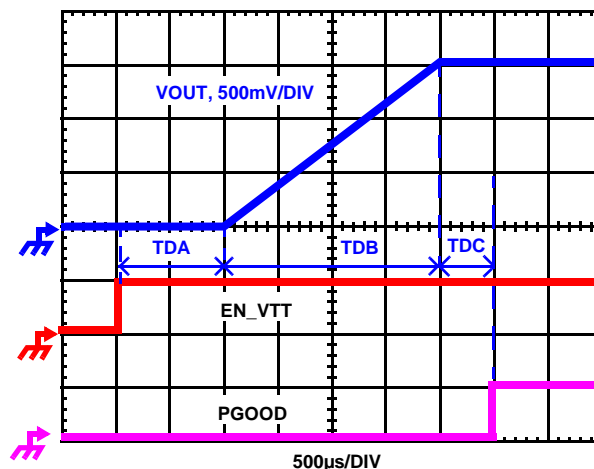 VOUT, 500mV/DIV
TDA
TDB
TDC
EN_VTT
PGOOD
500µs/DIV